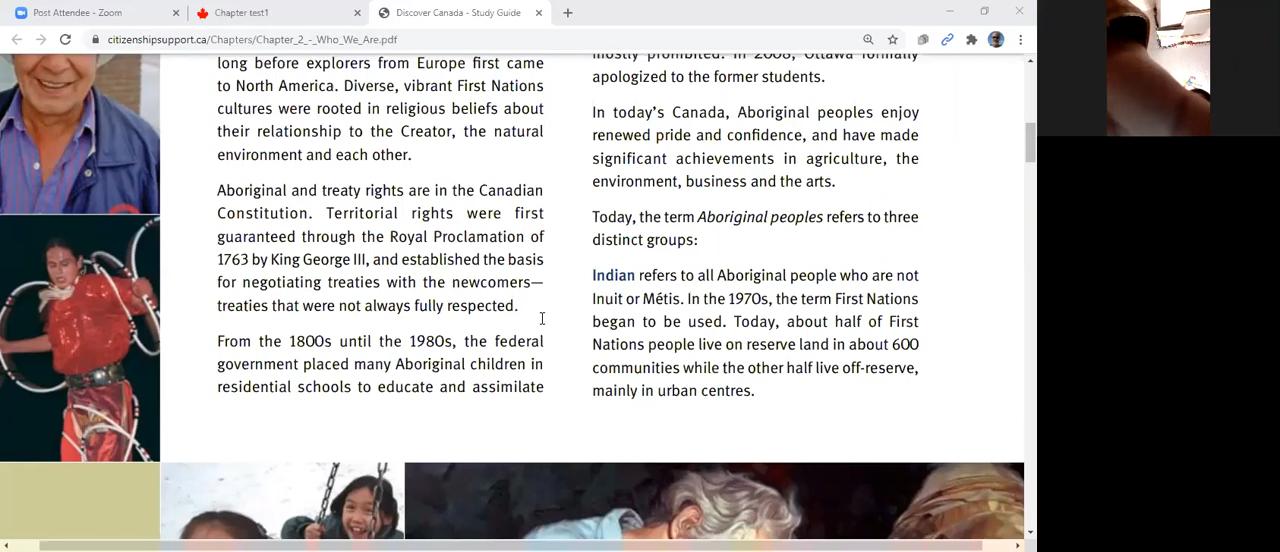 Post Attendee - Zoom
Chapter test1
Discover Canada - Study Guide
citizenshipsupport.ca/Chapters/Chapter_2_-_Who_We_Are.pdf
long before explorers from Europe first came
to North America. Diverse, vibrant First Nations
cultures were rooted in religious beliefs about
their relationship to the Creator, the natural
environment and each other.
Aboriginal and treaty rights are in the Canadian
Constitution. Territorial rights were first
guaranteed through the Royal Proclamation of
1763 by King George III, and established the basis
for negotiating treaties with the newcomers—
treaties that were not always fully respected.
From the 1800s until the 1980s, the federal
government placed many Aboriginal children in
residential schools to educate and assimilate
mostly prohibited. In 2008, Ottawa formally
apologized to the former students.
In today's Canada, Aboriginal peoples enjoy
renewed pride and confidence, and have made
significant achievements in agriculture, the
environment, business and the arts.
Today, the term Aboriginal peoples refers to three
distinct groups:
Indian refers to all Aboriginal people who are not
Inuit or Métis. In the 1970s, the term First Nations
began to be used. Today, about half of First
Nations people live on reserve land in about 600
communities while the other half live off-reserve,
mainly in urban centres.